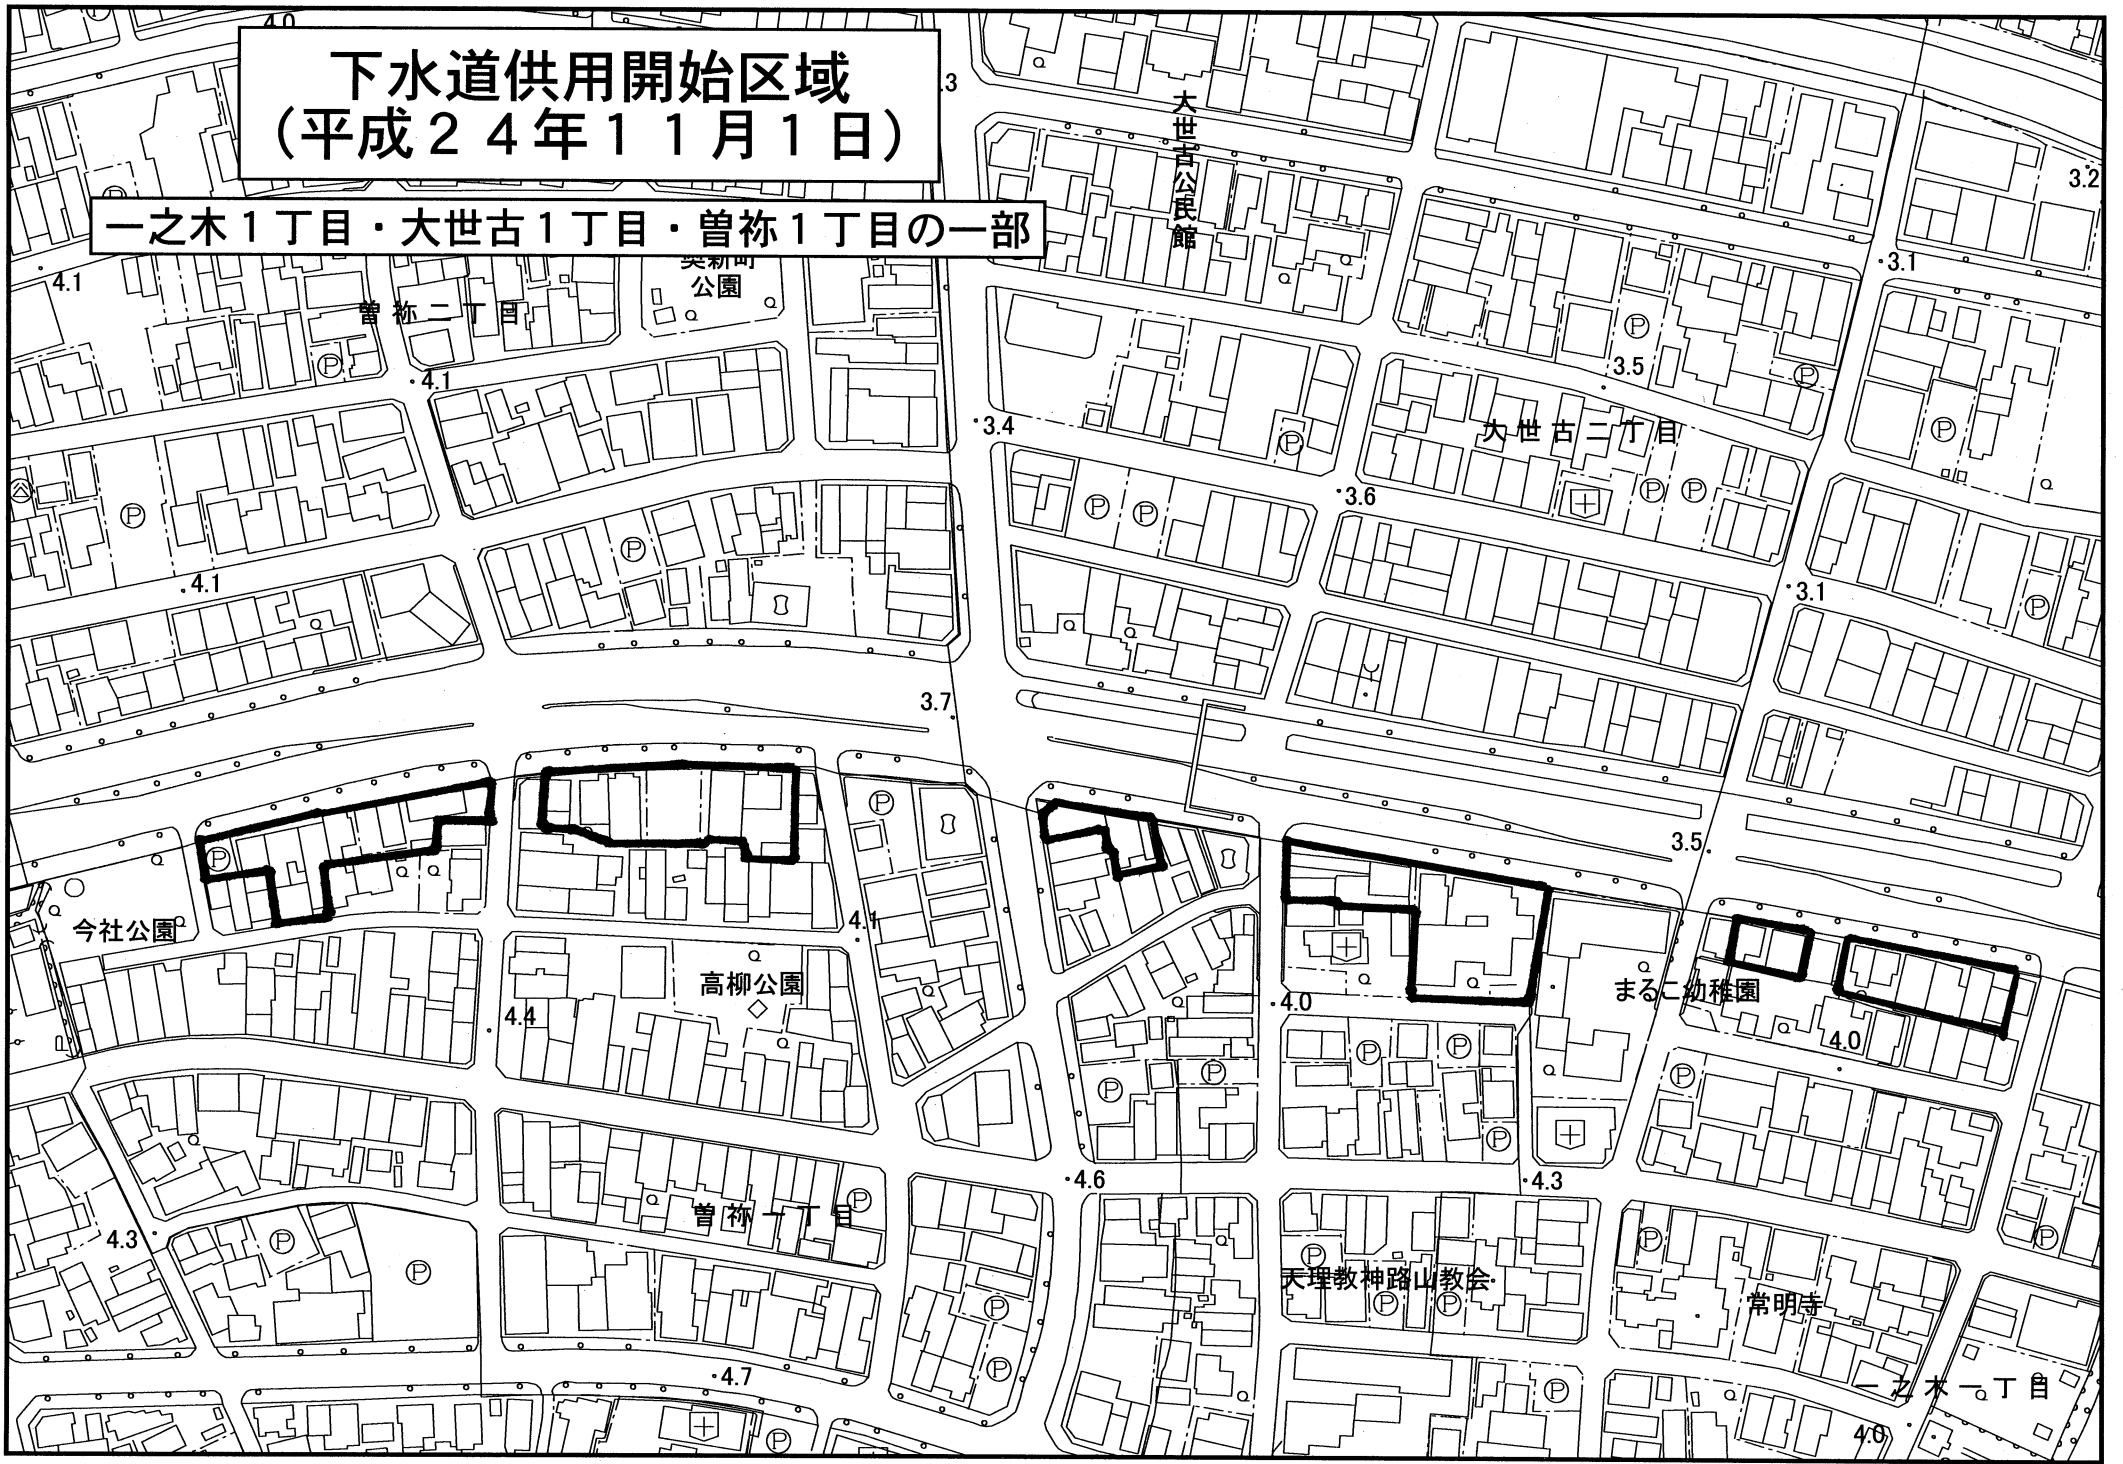 4.0
下水道供用開始区域
（平成２４年１１月１日）
.3
大世古公民館
3.2
一之木１丁目・大世古１丁目・曽祢１丁目の一部
公園
4.1
3.1
曽祢二丁目
P
P
4.1
3.5
P
3.4
大世古二丁目
P
P
3.6
P
P
P
P
P
P
4.1
3.1
P
3.7
P
3.5
P
4.1
今社公園
高柳公園
4.4
4.0
まるこ幼稚園
4.0
P
P
P
P
P
P
4.6
4.3
曽祢一丁目
P
4.3
P
P
P
P
P
天理教神路山教会
P
P
P
常明寺
P
4.7
P
一之木一丁目
P
4.0